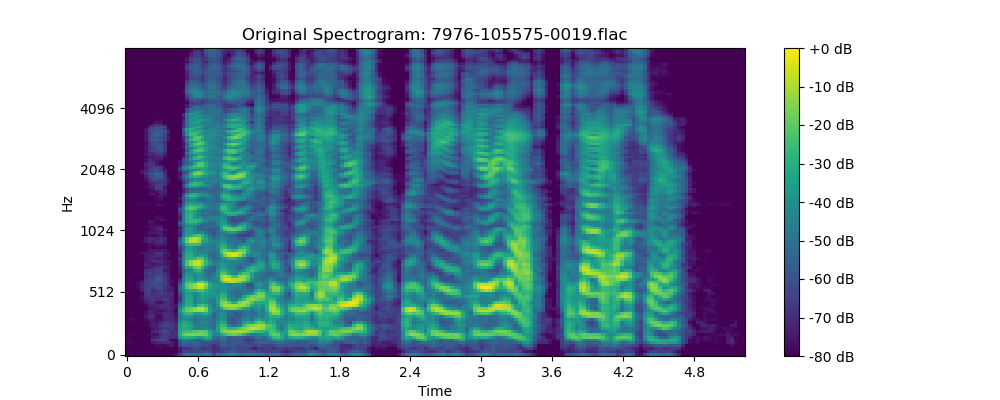 Original Spectrogram: 7976-105575-0019.flac
Hz
4096
2048
1024
512
0
0 0.6 1.2 1.8 2.4 3 3.6 4.2 4.8
Time
+0 dB
-10 dB
-20 dB
-30 dB
-40 dB
-50 dB
-60 dB
-70 dB
-80 dB